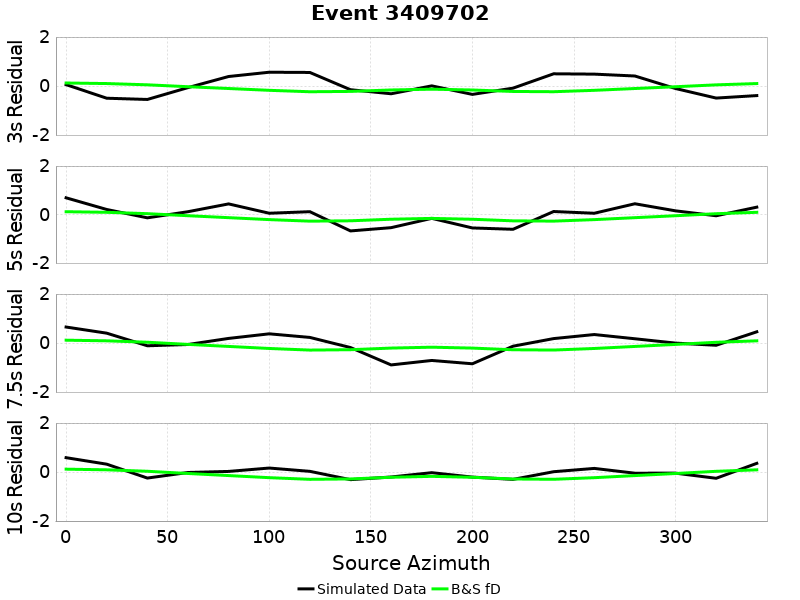 Event 3409702
3s Residual
2
0
-2
5s Residual
2
0
-2
7.5s Residual
2
0
-2
10s Residual
2
0
-2
0 50 100 150 200 250 300
Source Azimuth
Simulated Data B&S fD